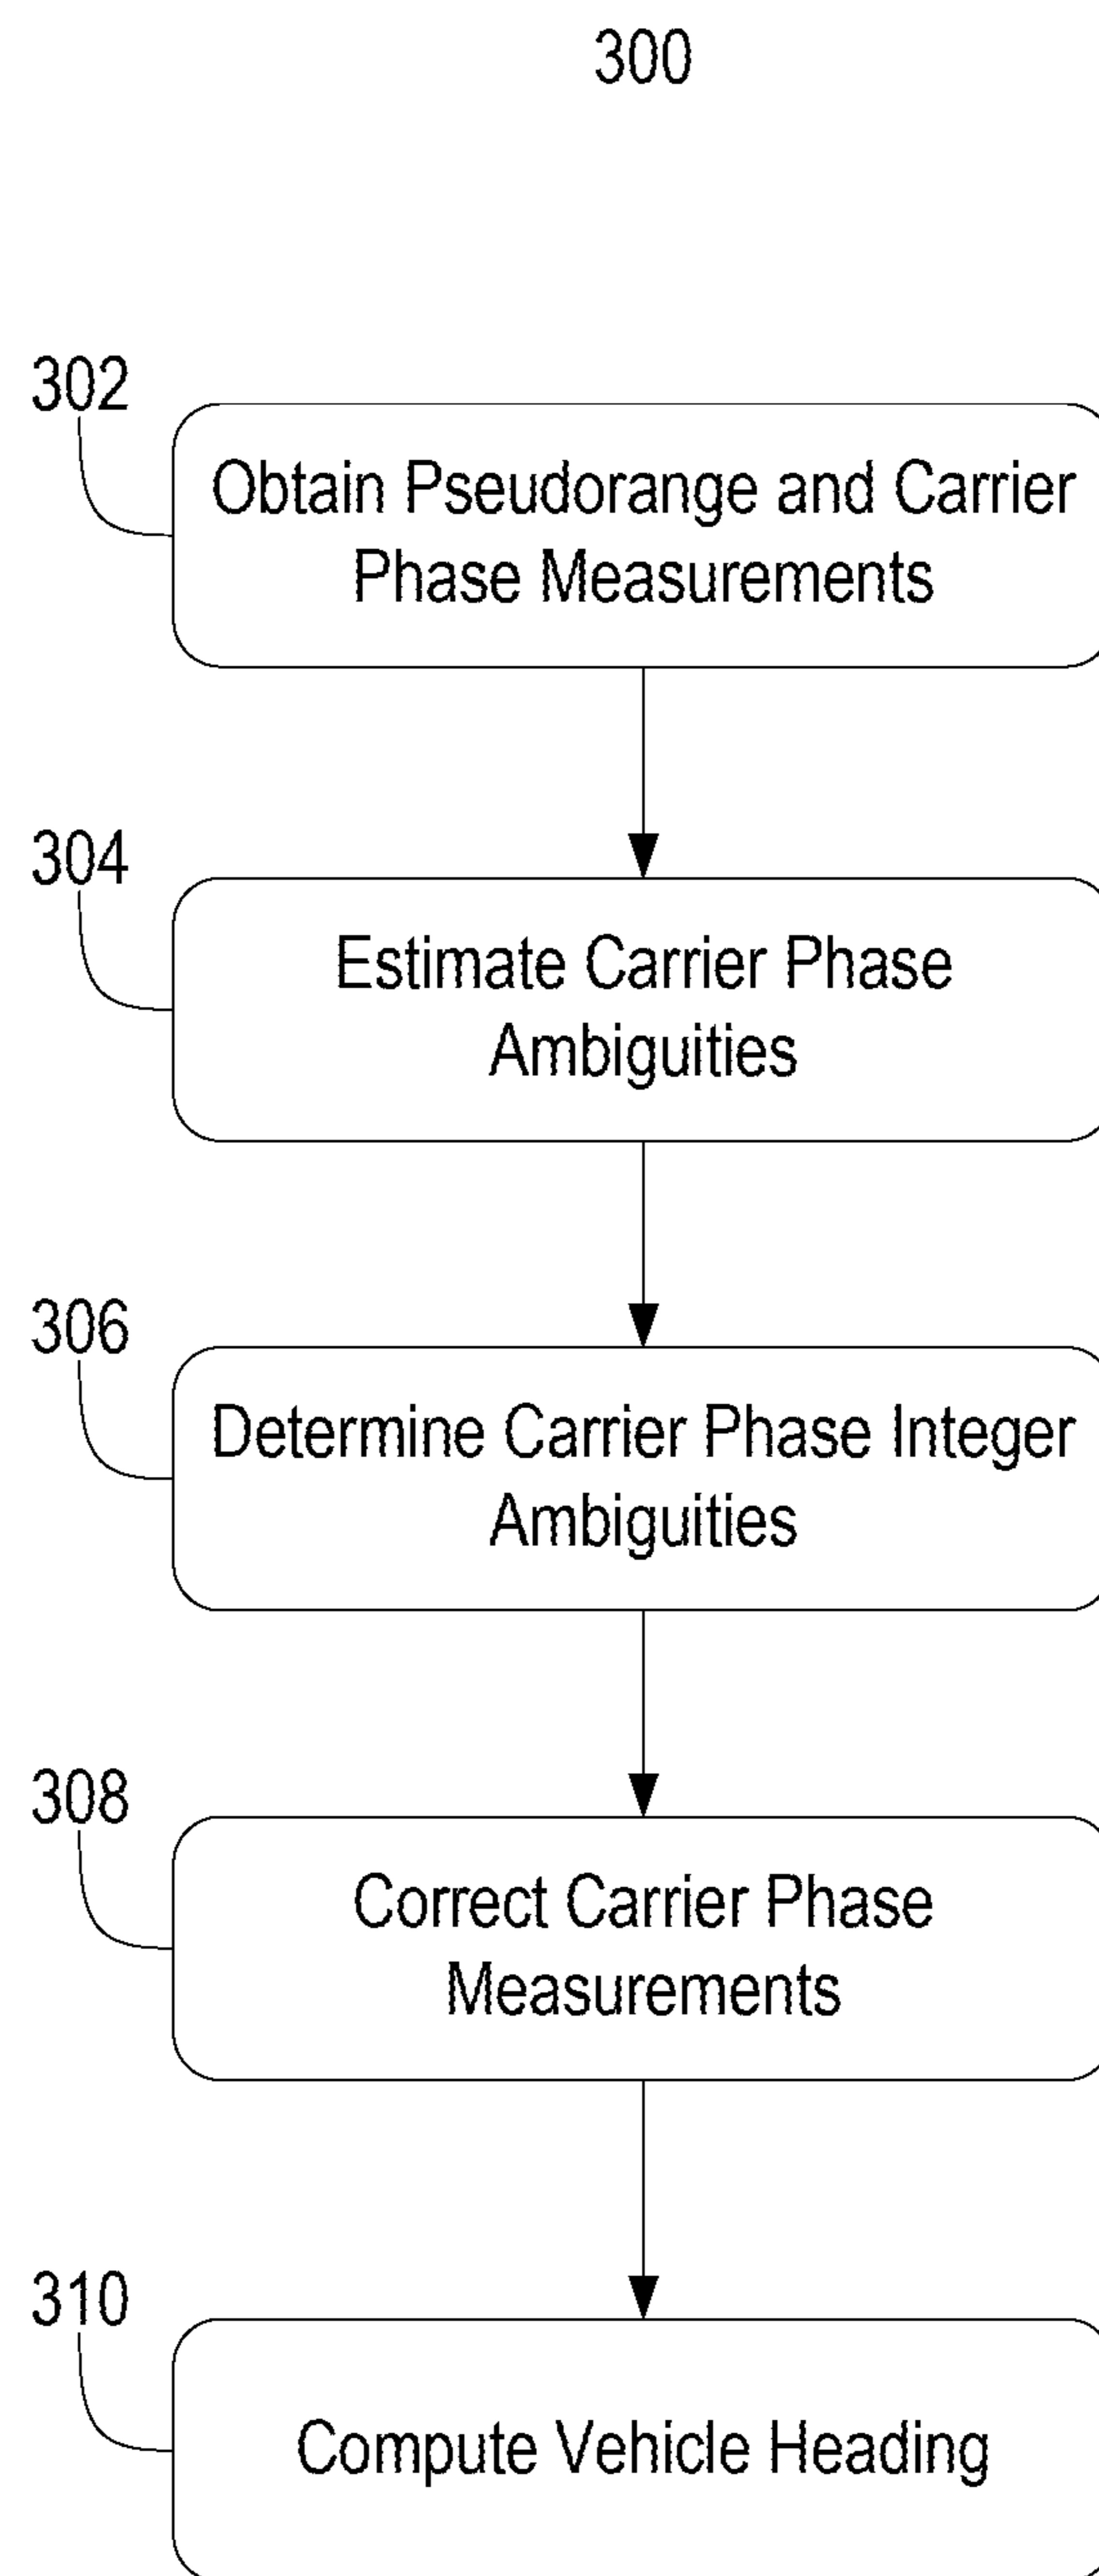 300
302
Obtain Pseudorange and Carrier
Phase Measurements
304
Estimate Carrier Phase
Ambiguities
306
Determine Carrier Phase Integer
Ambiguities
308
Correct Carrier Phase
Measurements
310
Compute Vehicle Heading